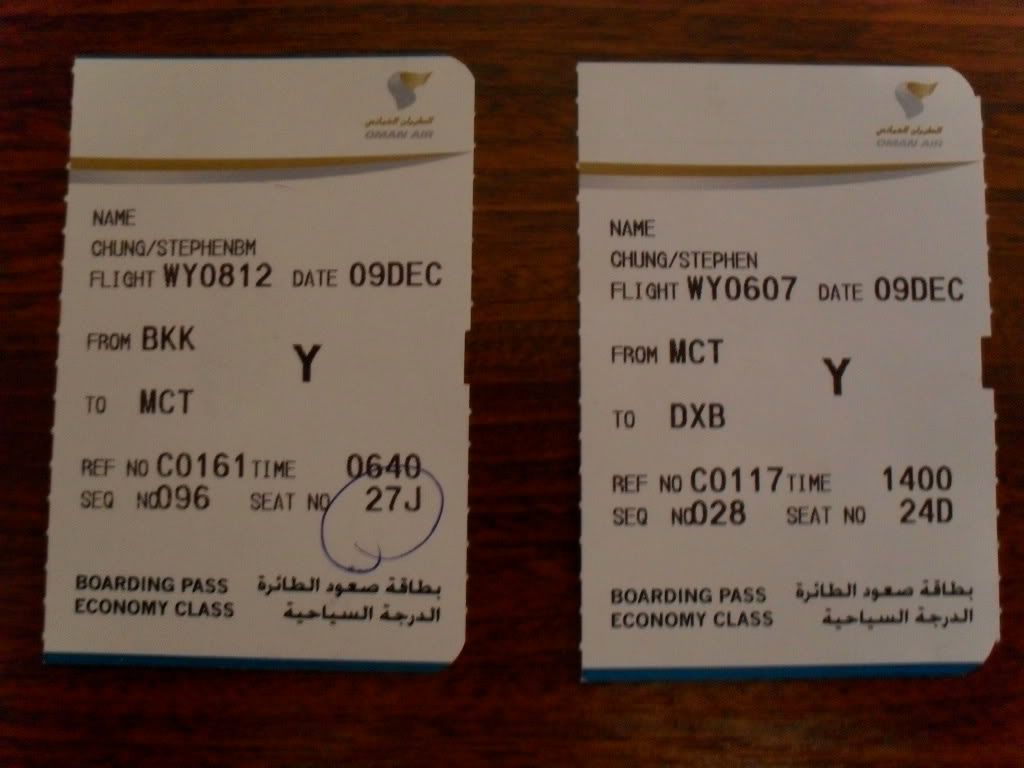 الطيران العماني
OMAN AIR
NAME
CHUNG/STEPHENBM
FLIGHT WY0812 DATE 09DEC
FROM BKK
Y
TO MCT
REF NO C0161 TIME 0640
SEQ NO096 SEAT NO 27J
BOARDING PASS بطاقة صعود الطائرة
ECONOMY CLASS الدرجة السياحية
الطيران العماني
OMAN AIR
NAME
CHUNG/STEPHEN
FLIGHT WY0607 DATE 09DEC
FROM MCT
Y
TO DXB
REF NO C0117 TIME 1400
SEQ NO028 SEAT NO 24D
BOARDING PASS بطاقة صعود الطائرة
ECONOMY CLASS الدرجة السياحية